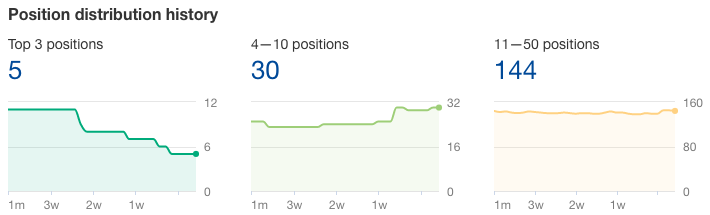 Position distribution history
Top 3 positions
5
12
6
0
1m 3w 2w 1w
4—10 positions
30
32
16
0
1m 3w 2w 1w
11—50 positions
144
160
80
0
1m 3w 2w 1w